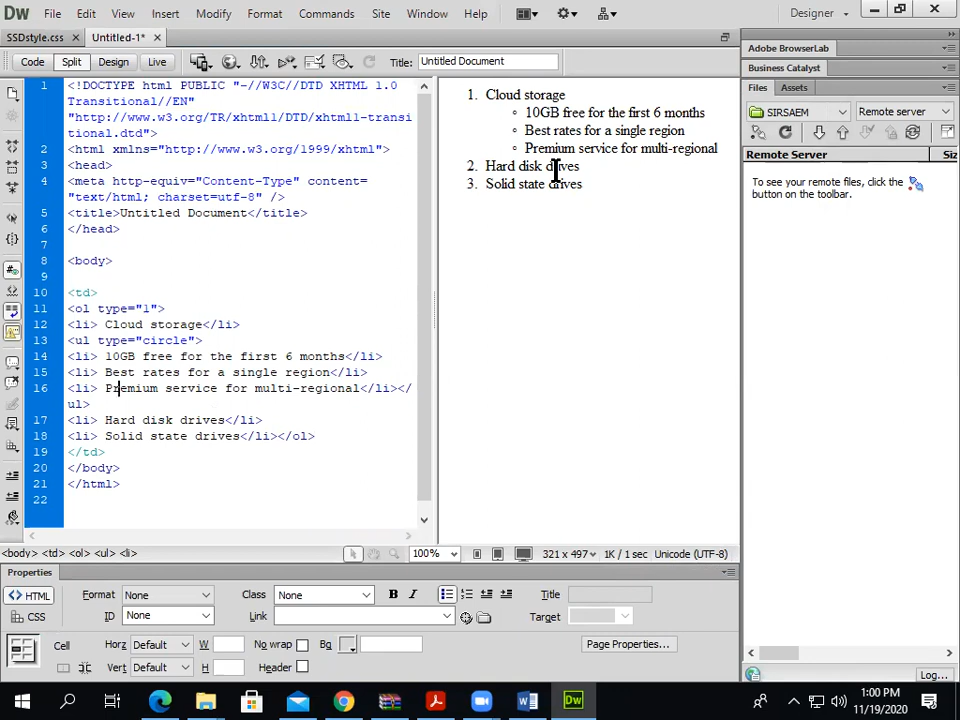 Dw File Edit View Insert Modify Format Commands Site Window Help Designer
SSDstyle.css × Untitled-1* ×
Code Split Design Live Title: Untitled Document
Adobe BrowserLab
Business Catalyst
Files Assets
SIRSAEM Remote server
Remote Server Siz
To see your remote files, click the
button on the toolbar.
1 <!DOCTYPE html PUBLIC "-//W3C//DTD XHTML 1.0
Transitional//EN"
"http://www.w3.org/TR/xhtml1/DTD/xhtml1-transi
tional.dtd">
2 <html xmlns="http://www.w3.org/1999/xhtml">
3 <head>
4 <meta http-equiv="Content-Type" content=
"text/html; charset=utf-8" />
5 <title>Untitled Document</title>
6 </head>
7
8 <body>
9
10 <td>
11 <ol type="1">
12 <li> Cloud storage</li>
13 <ul type="circle">
14 <li> 10GB free for the first 6 months</li>
15 <li> Best rates for a single region</li>
16 <li> Premium service for multi-regional</li></
ul>
17 <li> Hard disk drives</li>
18 <li> Solid state drives</li></ol>
19 </td>
20 </body>
21 </html>
22
1. Cloud storage
10GB free for the first 6 months
Best rates for a single region
Premium service for multi-regional
2. Hard disk drives
3. Solid state drives
<body> <td> <ol> <ul> <li> 100% 321 x 497 1K / 1 sec Unicode (UTF-8)
Properties
<> HTML Format None Class None B I Title
CSS ID None Link Target
Cell Horz Default W No wrap Bg Page Properties...
Vert Default H Header
Log...
W Dw 1:00 PM
11/19/2020